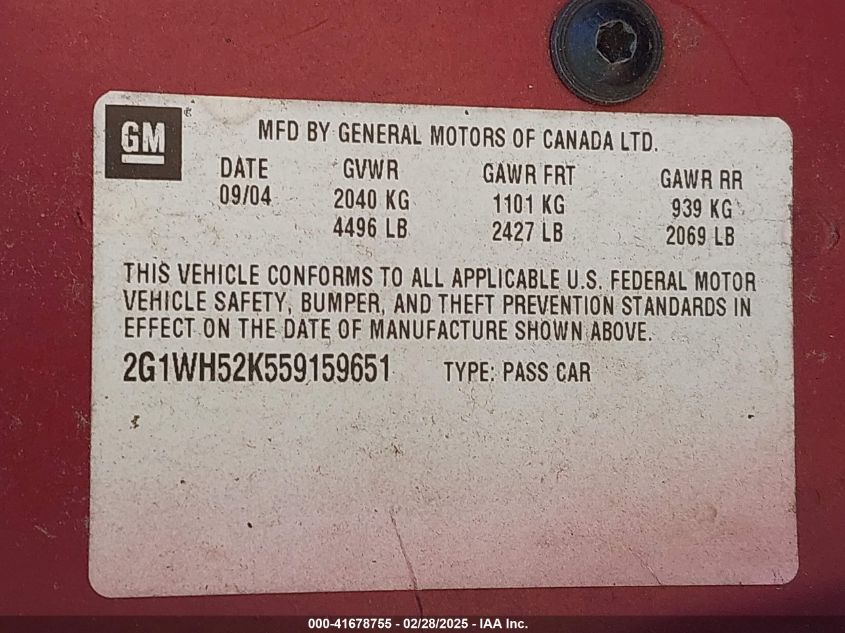 GM
MFD BY GENERAL MOTORS OF CANADA LTD.
DATE GVWR GAWR FRT GAWR RR
09/04 2040 KG 1101 KG 939 KG
4496 LB 2427 LB 2069 LB
THIS VEHICLE CONFORMS TO ALL APPLICABLE U.S. FEDERAL MOTOR
VEHICLE SAFETY, BUMPER, AND THEFT PREVENTION STANDARDS IN
EFFECT ON THE DATE OF MANUFACTURE SHOWN ABOVE.
2G1WH52K559159651 TYPE: PASS CAR
000-41678755 - 02/28/2025 - IAA Inc.